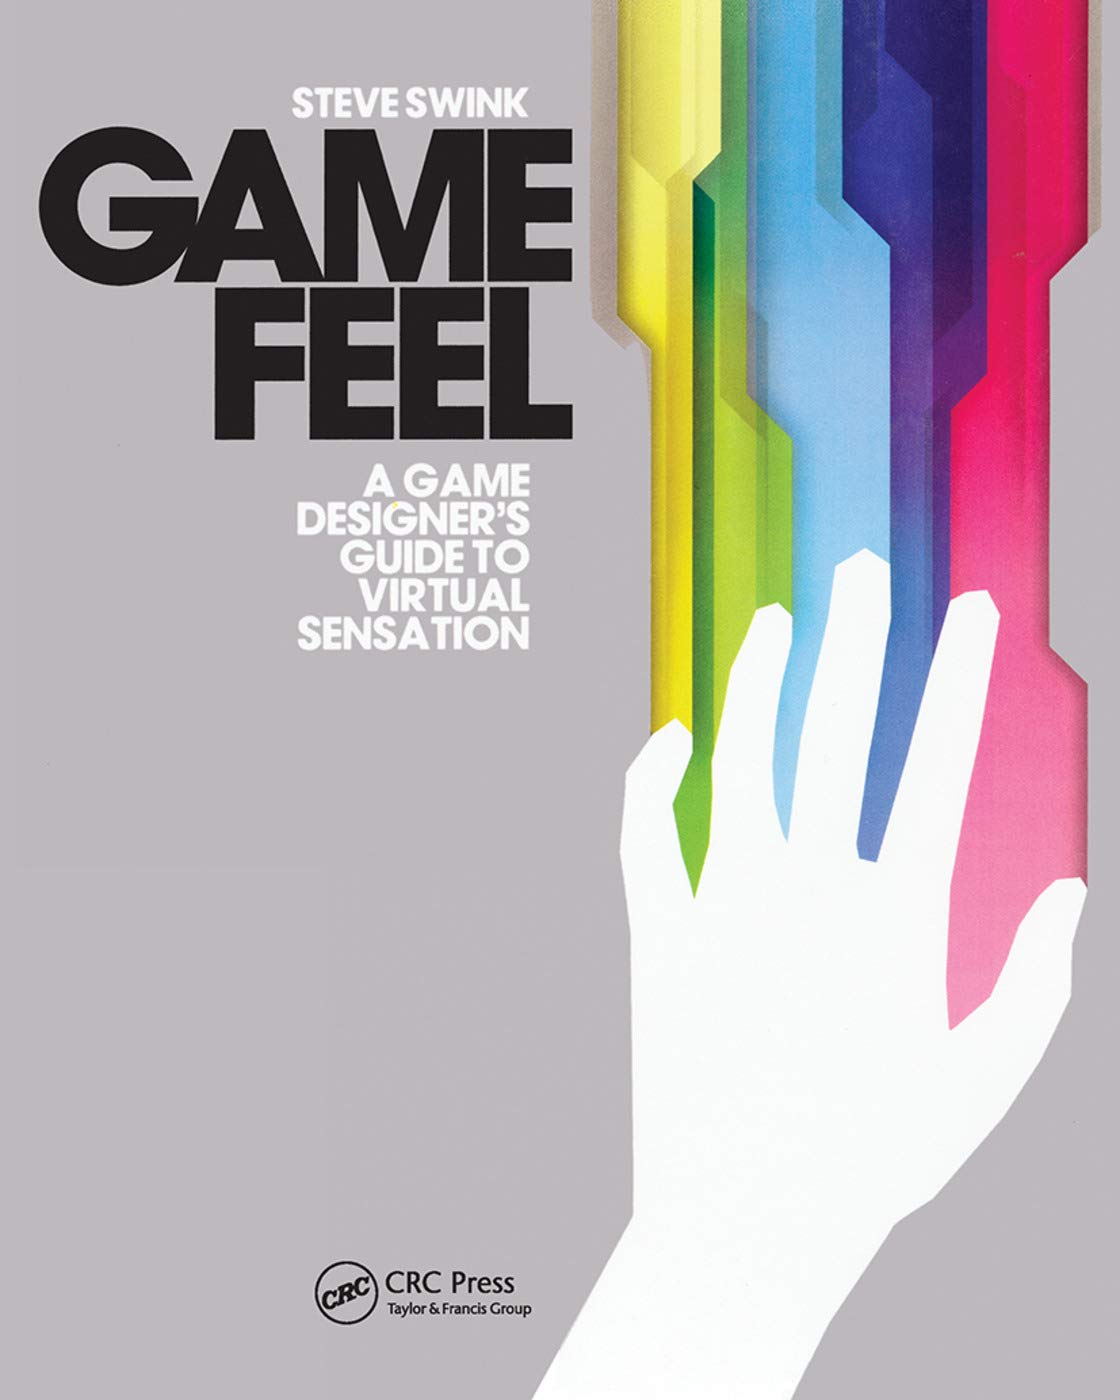 STEVE SWINK
GAME
FEEL
A GAME
DESIGNER'S
GUIDE TO
VIRTUAL
SENSATION
CRC
CRC Press
Taylor & Francis Group